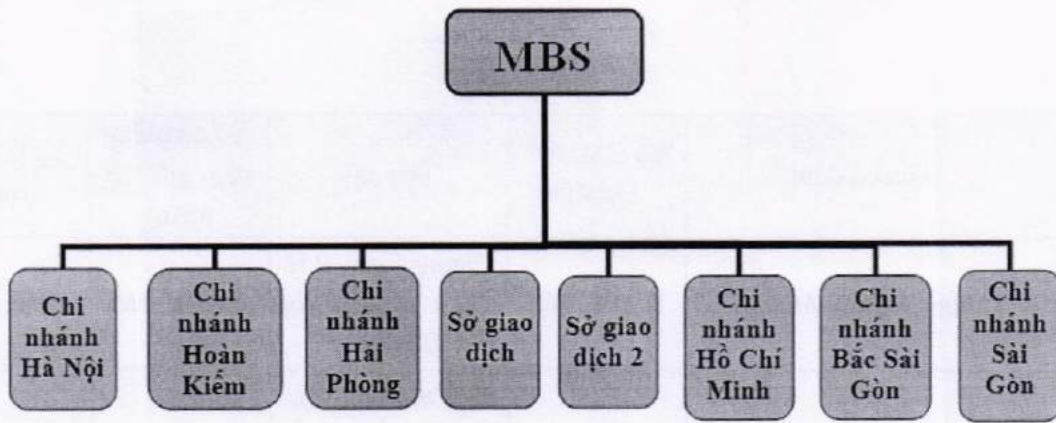 MBS
Chi
nhánh
Hà Nội
Chi
nhánh
Hoàn
Kiếm
Chi
nhánh
Hải
Phòng
Sở giao
dịch
Sở giao
dịch 2
Chi
nhánh
Hồ Chí
Minh
Chi
nhánh
Bắc Sài
Gòn
Chi
nhánh
Sài
Gòn